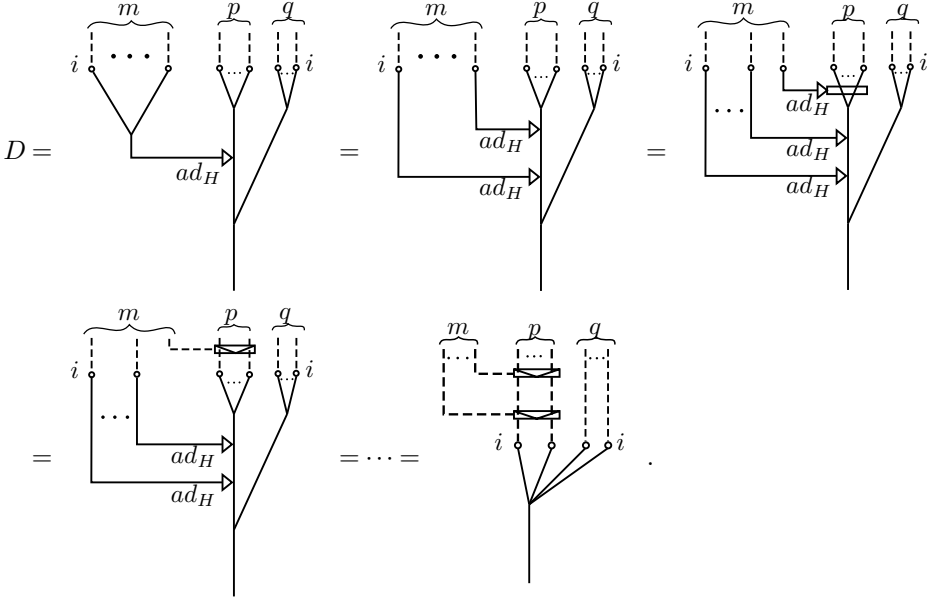 m p q m p q m p q
i ··· ... ... i i ··· ... ... i i ... ... i
D = = =
ad_H ad_H ad_H
ad_H ad_H
ad_H
m p q m p q
i ... ... i ... ... ...
··· ad_H i i
= ad_H = ··· = .